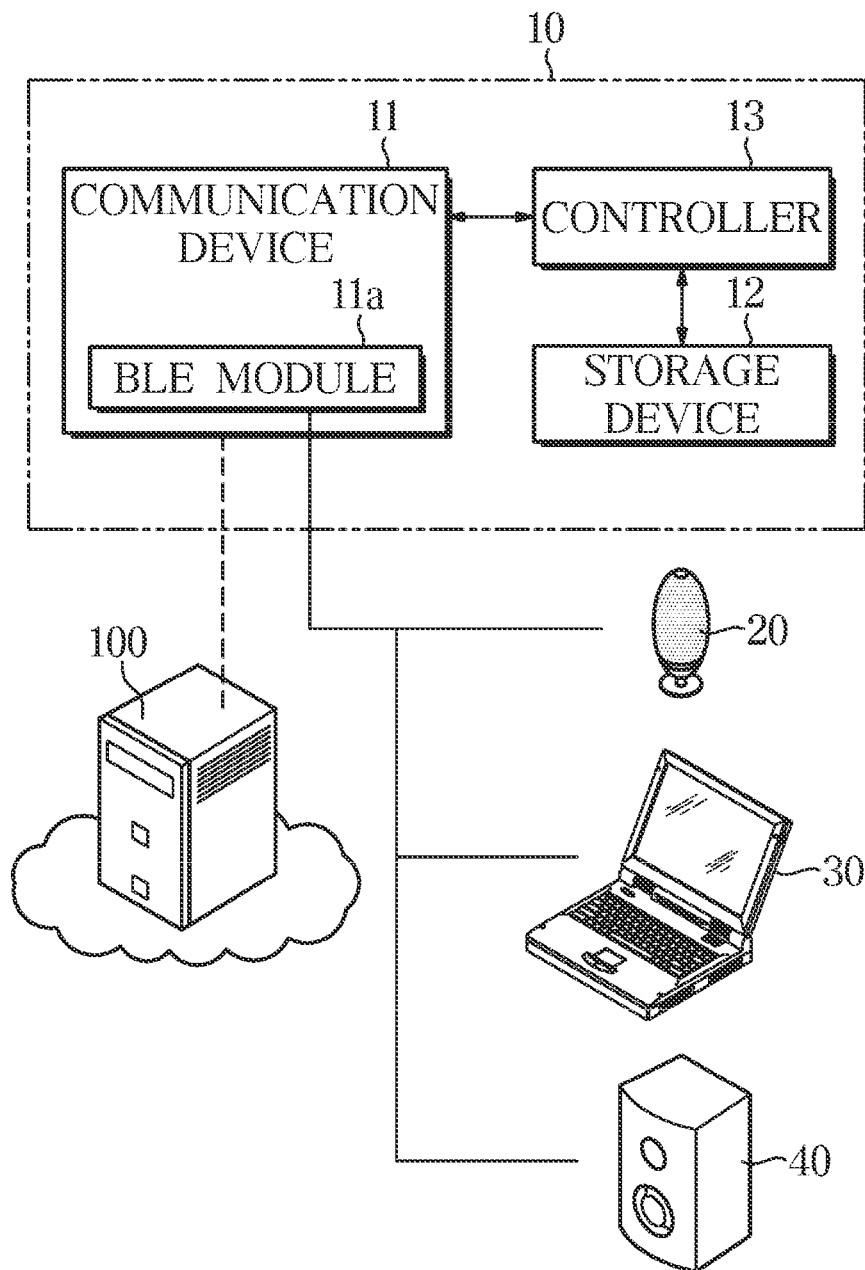 10
11
COMMUNICATION
DEVICE
11a
BLE MODULE
13
CONTROLLER
12
STORAGE
DEVICE
100
20
30
40